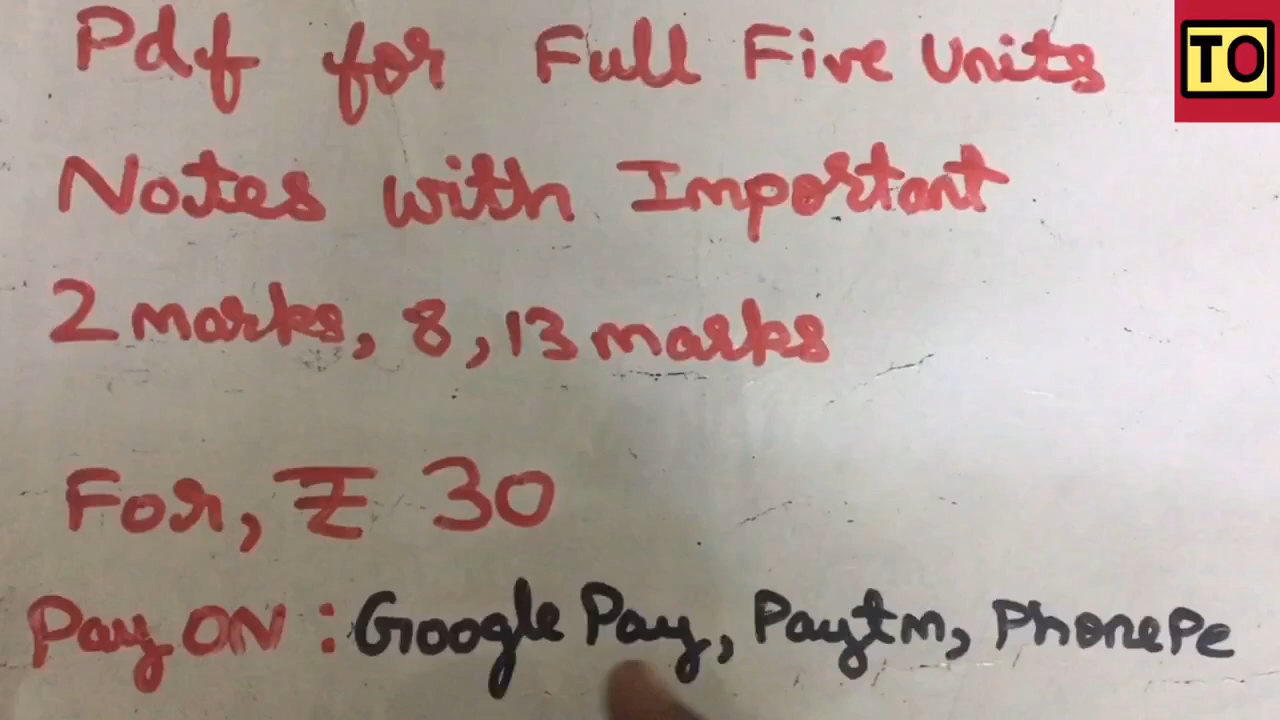 Pdf for Full Five Units
TO
Notes with Important
2 marks, 8, 13 marks
For, ₹ 30
Pay ON : Google Pay, Paytm, PhonePe